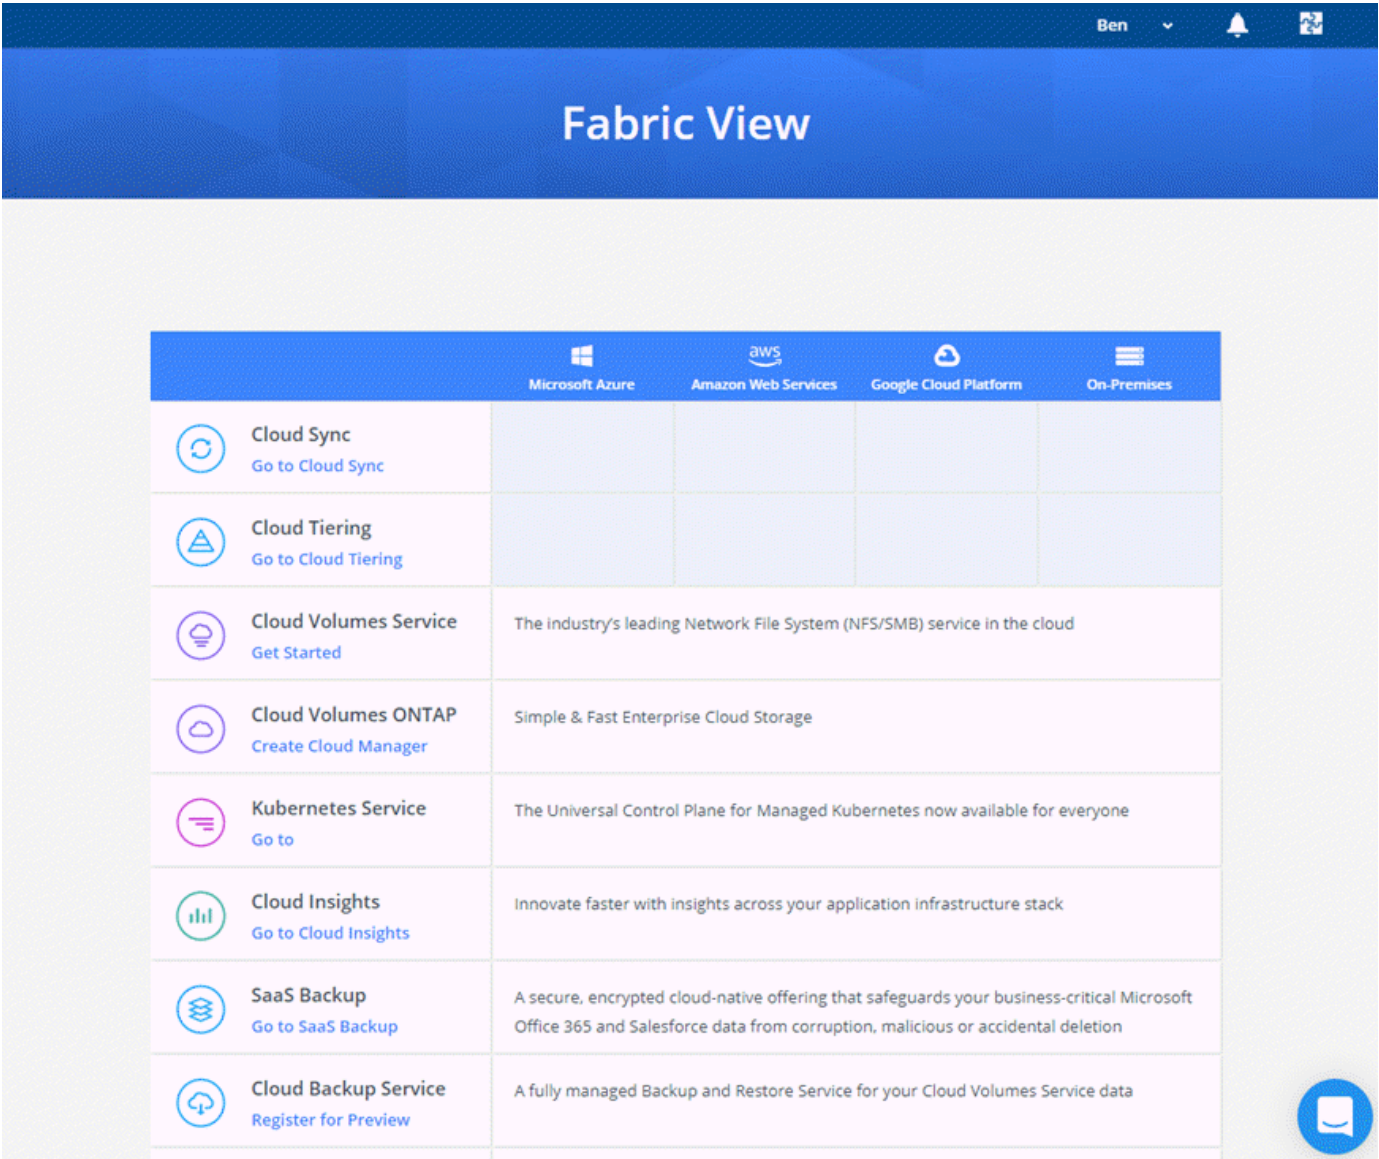 Ben
Fabric View
aws
Microsoft Azure Amazon Web Services Google Cloud Platform On-Premises
Cloud Sync
Go to Cloud Sync
Cloud Tiering
Go to Cloud Tiering
Cloud Volumes Service
The industry's leading Network File System (NFS/SMB) service in the cloud
Get Started
Cloud Volumes ONTAP
Simple & Fast Enterprise Cloud Storage
Create Cloud Manager
Kubernetes Service
The Universal Control Plane for Managed Kubernetes now available for everyone
Go to
Cloud Insights
Innovate faster with insights across your application infrastructure stack
Go to Cloud Insights
SaaS Backup
A secure, encrypted cloud-native offering that safeguards your business-critical Microsoft
Go to SaaS Backup
Office 365 and Salesforce data from corruption, malicious or accidental deletion
Cloud Backup Service
A fully managed Backup and Restore Service for your Cloud Volumes Service data
Register for Preview